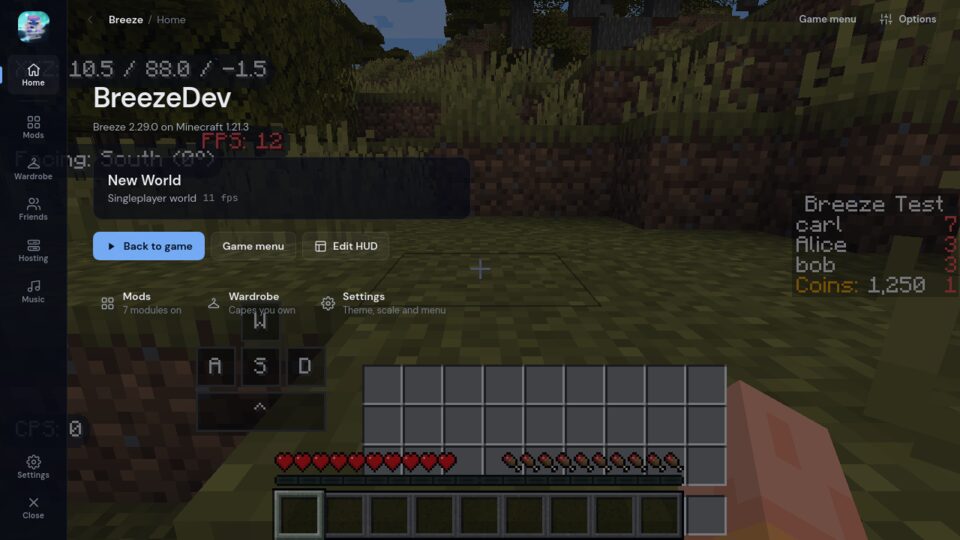 Breeze / Home
Game menu
Options
XYZ: 10.5 / 88.0 / -1.5
Home
BreezeDev
Breeze 2.29.0 on Minecraft 1.21.3
Mods
FPS: 12
Facing: South (0°)
Wardrobe
New World
Singleplayer world 11 fps
Friends
Breeze Test
carl 7
Alice 3
bob 3
Coins: 1,250 1
Hosting
Back to game
Game menu
Edit HUD
Music
Mods
7 modules on
Wardrobe
Capes you own
Settings
Theme, scale and menu
W
A S D
^
CPS: 0
Settings
Close